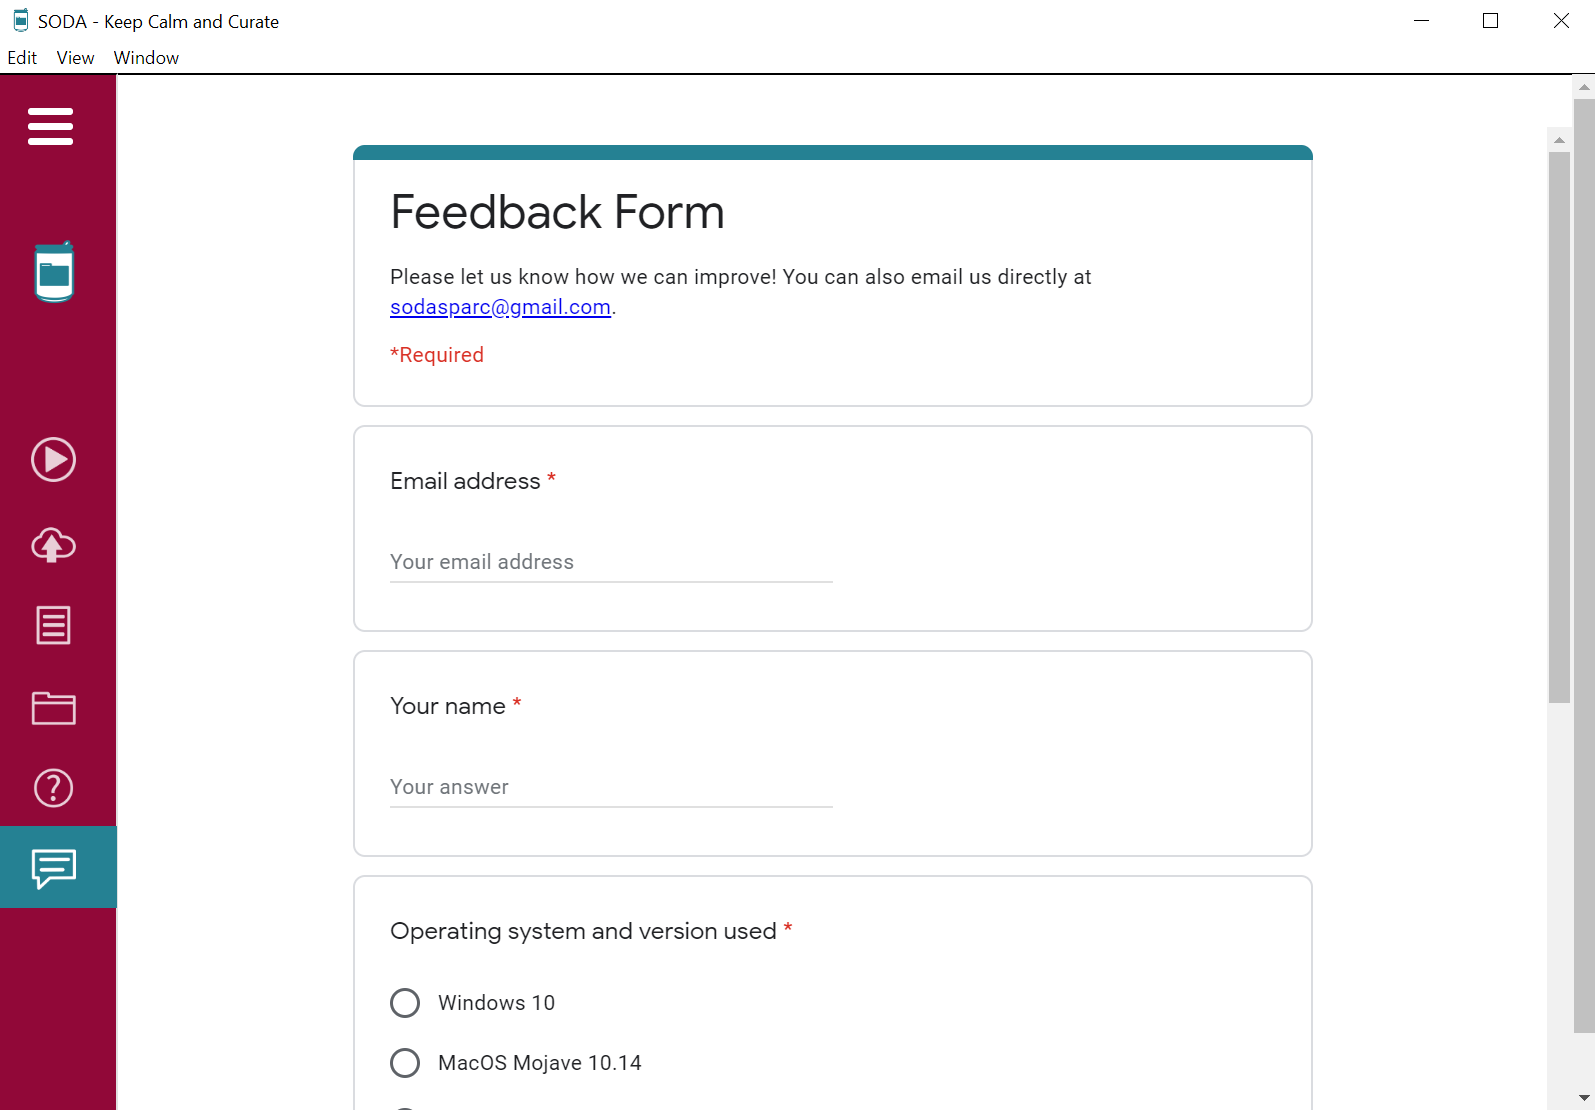 SODA - Keep Calm and Curate
Edit View Window
Feedback Form
Please let us know how we can improve! You can also email us directly at
sodasparc@gmail.com.
*Required
Email address *
Your email address
Your name *
Your answer
Operating system and version used *
Windows 10
MacOS Mojave 10.14